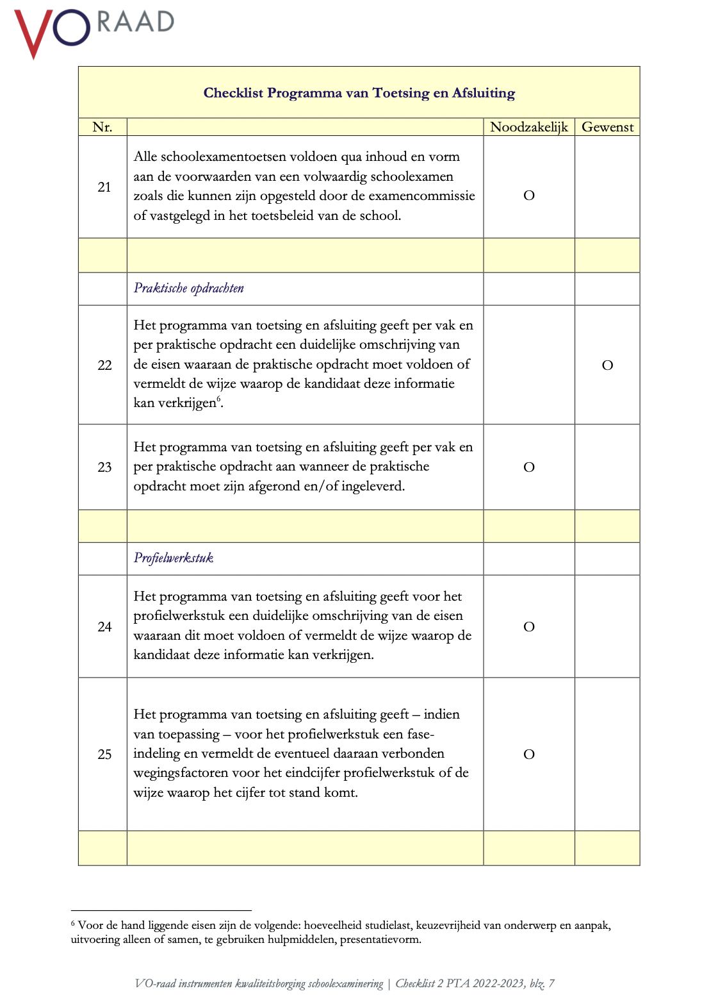 VO RAAD
Checklist Programma van Toetsing en Afsluiting
Nr. Noodzakelijk Gewenst
Alle schoolexamentoetsen voldoen qua inhoud en vorm
aan de voorwaarden van een volwaardig schoolexamen
21
zoals die kunnen zijn opgesteld door de examencommissie
O
of vastgelegd in het toetsbeleid van de school.
Praktische opdrachten
Het programma van toetsing en afsluiting geeft per vak en
per praktische opdracht een duidelijke omschrijving van
22
de eisen waaraan de praktische opdracht moet voldoen of
O
vermeldt de wijze waarop de kandidaat deze informatie
kan verkrijgen⁶.
Het programma van toetsing en afsluiting geeft per vak en
23
per praktische opdracht aan wanneer de praktische
O
opdracht moet zijn afgerond en/of ingeleverd.
Profielwerkstuk
Het programma van toetsing en afsluiting geeft voor het
profielwerkstuk een duidelijke omschrijving van de eisen
24
waaraan dit moet voldoen of vermeldt de wijze waarop de
O
kandidaat deze informatie kan verkrijgen.
Het programma van toetsing en afsluiting geeft – indien
van toepassing – voor het profielwerkstuk een fase-
25
indeling en vermeldt de eventueel daaraan verbonden
O
wegingsfactoren voor het eindcijfer profielwerkstuk of de
wijze waarop het cijfer tot stand komt.
⁶ Voor de hand liggende eisen zijn de volgende: hoeveelheid studielast, keuzevrijheid van onderwerp en aanpak,
uitvoering alleen of samen, te gebruiken hulpmiddelen, presentatievorm.
VO-raad instrumenten kwaliteitsborging schoolexaminering | Checklist 2 PTA 2022-2023, blz. 7